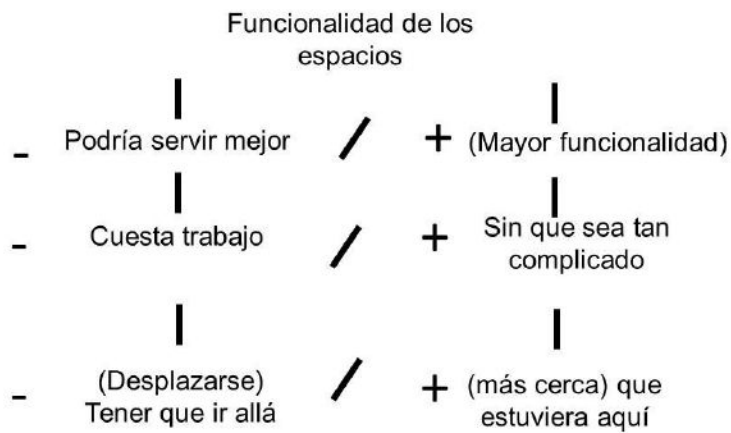 Funcionalidad de los
espacios
- Podría servir mejor / + (Mayor funcionalidad)
- Cuesta trabajo / + Sin que sea tan
complicado
- (Desplazarse)
Tener que ir allá / + (más cerca) que
estuviera aquí